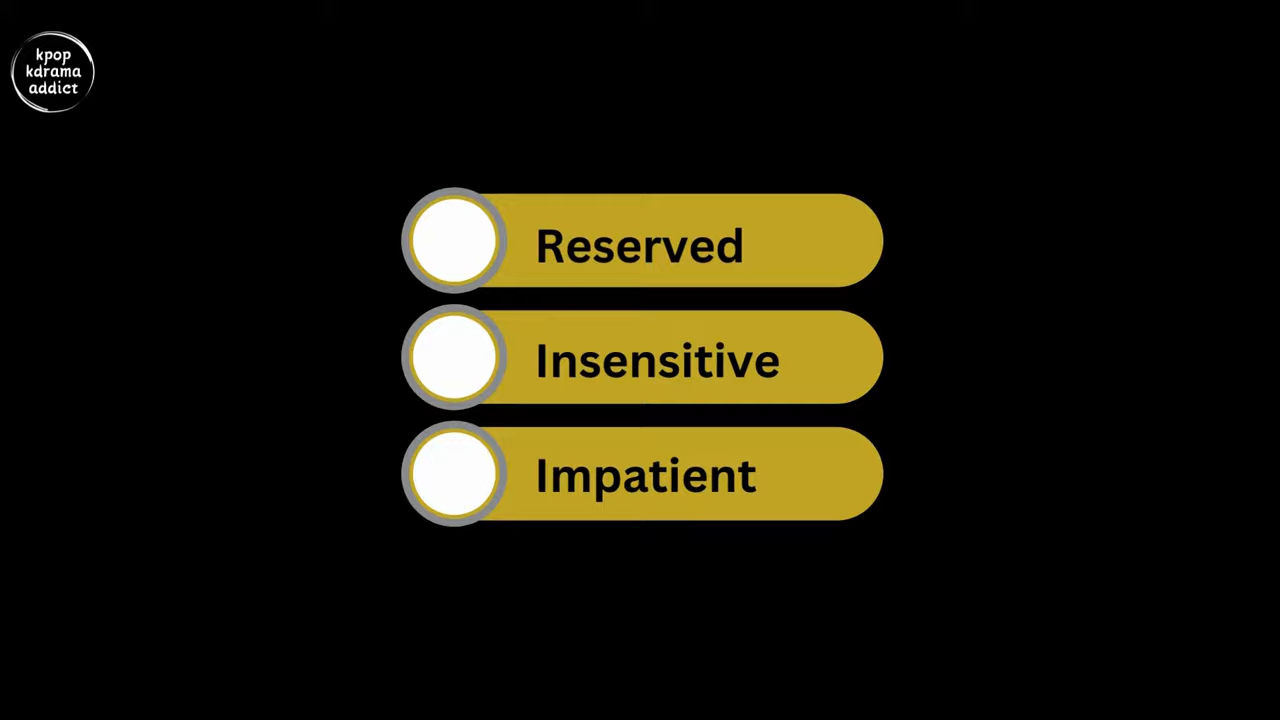 kpop
kdrama
addict
Reserved
Insensitive
Impatient